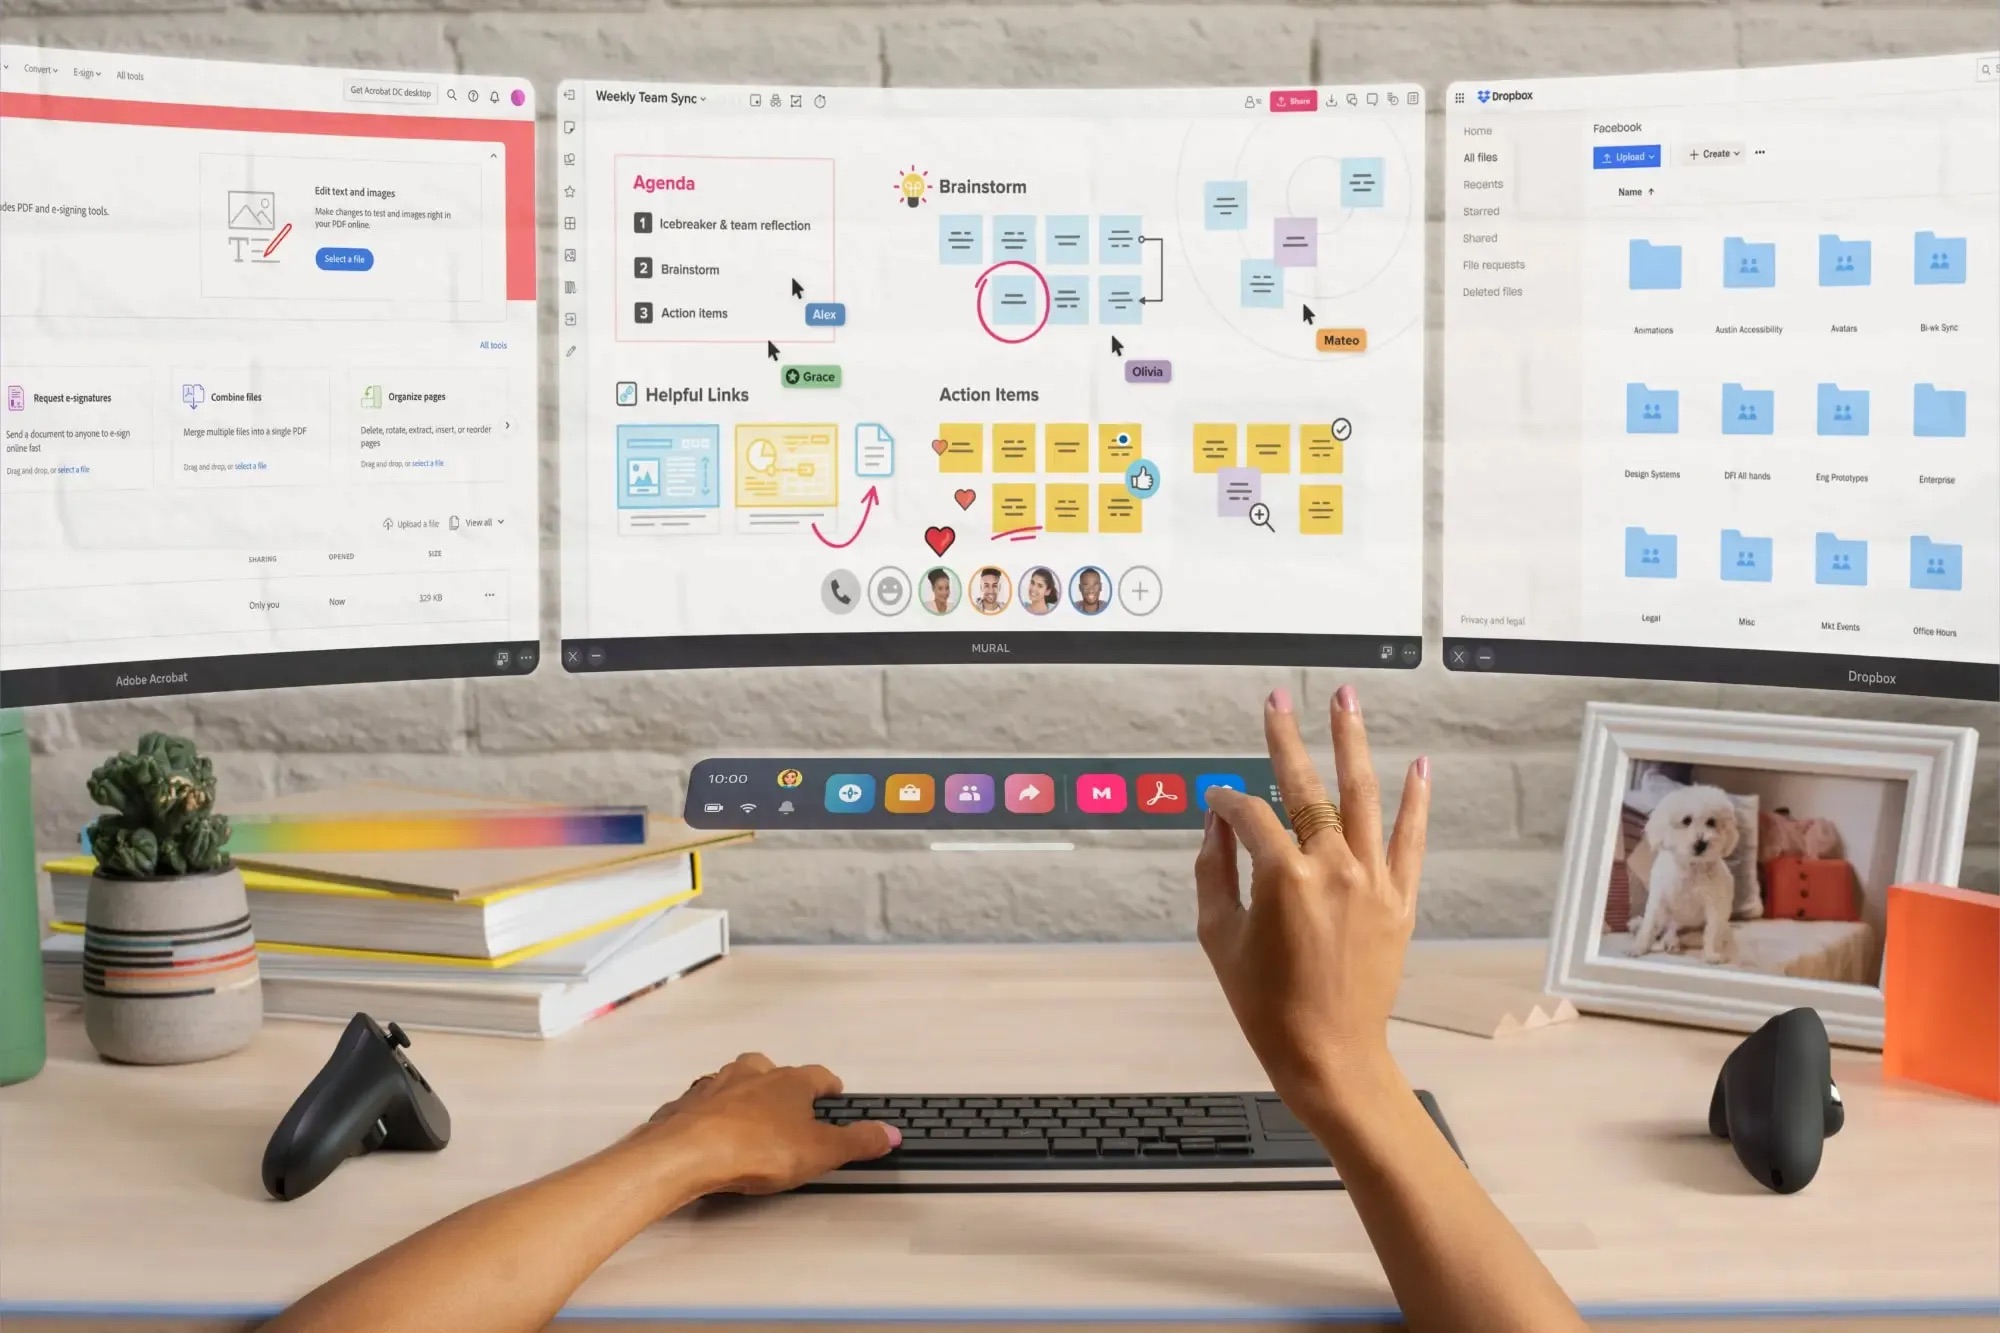 Convert
E-sign
All tools
Get Acrobat DC desktop
PDF and e-signing tools.
Edit text and images
Make changes to test and images right in
your PDF online.
Select a file
All tools
Request e-signatures
Send a document to anyone to e-sign
online fast
Drag and drop, or select a file
Combine files
Merge multiple files into a single PDF
Drag and drop, or select a file
Organize pages
Delete, rotate, extract, insert, or reorder
pages
Drag and drop, or select a file
Upload a file
View all
SHARING
OPENED
SIZE
Only you
Now
329 KB
Adobe Acrobat
Weekly Team Sync
Share
Agenda
1 Icebreaker & team reflection
2 Brainstorm
3 Action items
Alex
Grace
Brainstorm
Olivia
Mateo
Helpful Links
Action Items
MURAL
Dropbox
Home
All files
Recents
Starred
Shared
File requests
Deleted files
Privacy and legal
Facebook
Upload
Create
Name
Animations
Austin Accessibility
Avatars
Bi-wk Sync
Design Systems
DFI All hands
Eng Prototypes
Enterprise
Legal
Misc
Mkt Events
Office Hours
Dropbox
10:00